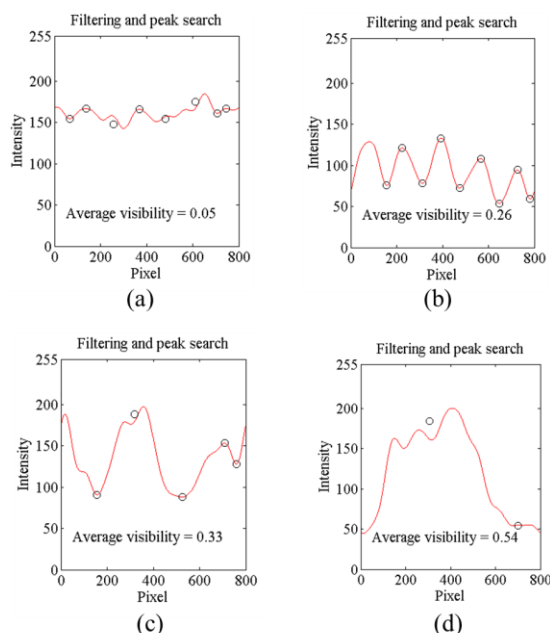 Filtering and peak search
255
200
150
100
50
0
Intensity
Average visibility = 0.05
0 200 400 600 800
Pixel
(a)
Filtering and peak search
255
200
150
100
50
0
Intensity
Average visibility = 0.26
0 200 400 600 800
Pixel
(b)
Filtering and peak search
255
200
150
100
50
0
Intensity
Average visibility = 0.33
0 200 400 600 800
Pixel
(c)
Filtering and peak search
255
200
150
100
50
0
Intensity
Average visibility = 0.54
0 200 400 600 800
Pixel
(d)